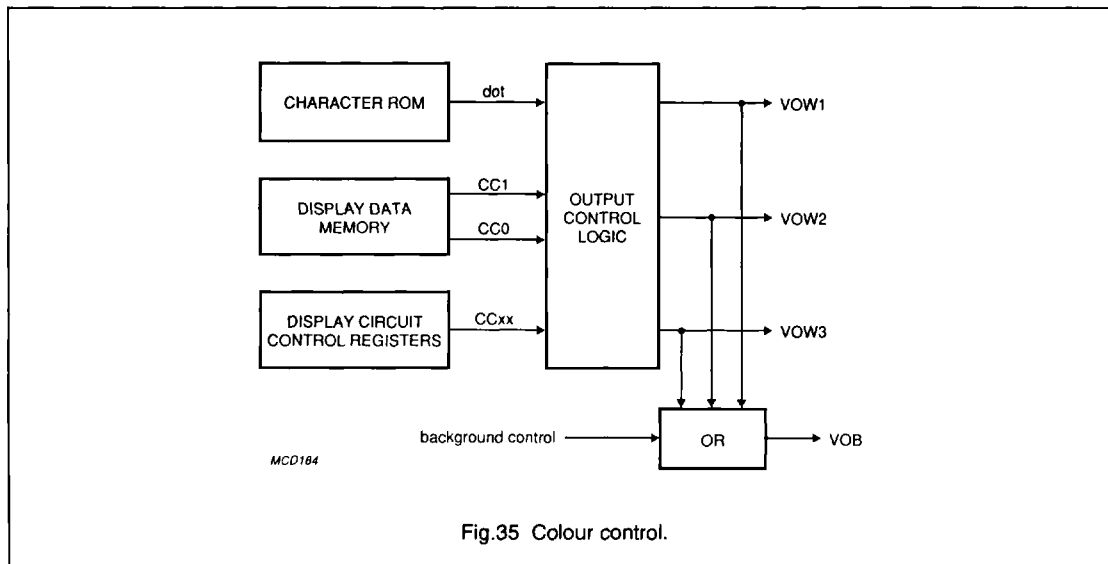 CHARACTER ROM
dot
VOW1
DISPLAY DATA
MEMORY
CC1
CC0
OUTPUT
CONTROL
LOGIC
VOW2
DISPLAY CIRCUIT
CONTROL REGISTERS
CCxx
VOW3
background control
OR
VOB
MCD184
Fig.35 Colour control.